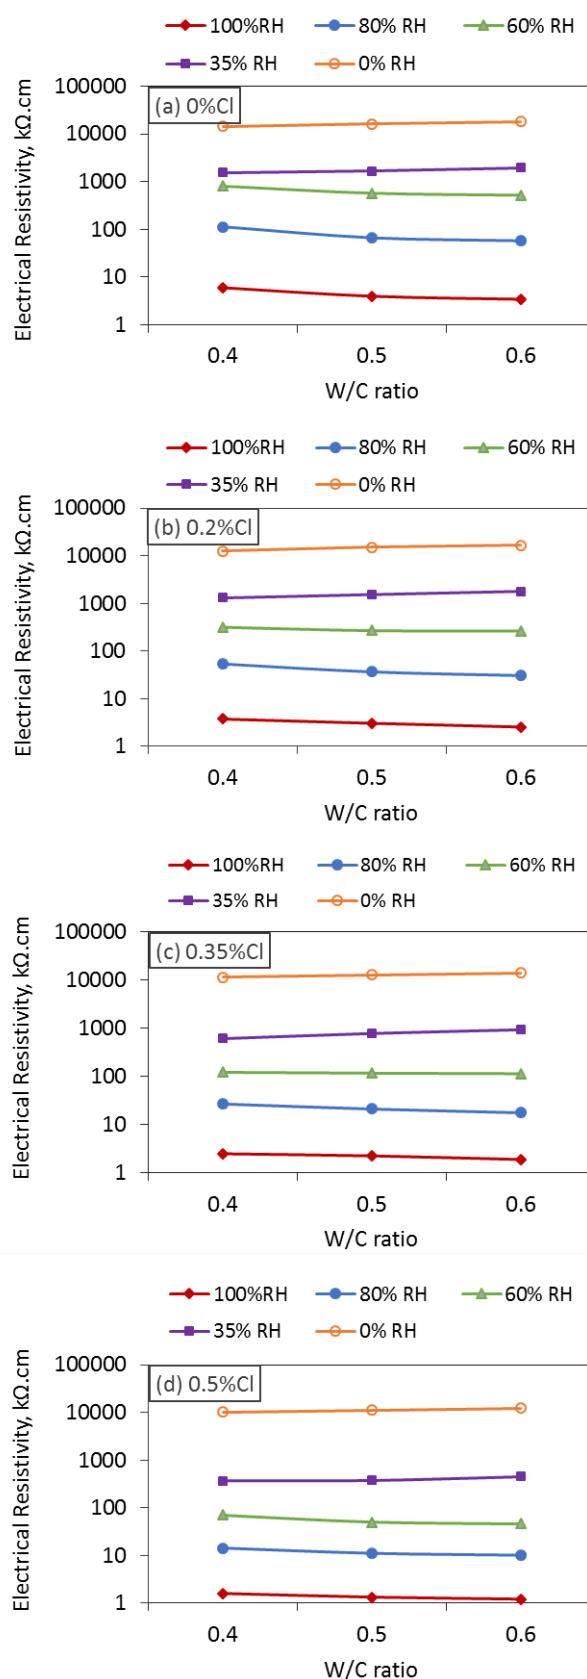 100%RH 80% RH 60% RH
35% RH 0% RH
Electrical Resistivity, kΩ.cm
100000
(a) 0%Cl
10000
1000
100
10
1
0.4 0.5 0.6
W/C ratio
100%RH 80% RH 60% RH
35% RH 0% RH
Electrical Resistivity, kΩ.cm
100000
(b) 0.2%Cl
10000
1000
100
10
1
0.4 0.5 0.6
W/C ratio
100%RH 80% RH 60% RH
35% RH 0% RH
Electrical Resistivity, kΩ.cm
100000
(c) 0.35%Cl
10000
1000
100
10
1
0.4 0.5 0.6
W/C ratio
100%RH 80% RH 60% RH
35% RH 0% RH
Electrical Resistivity, kΩ.cm
100000
(d) 0.5%Cl
10000
1000
100
10
1
0.4 0.5 0.6
W/C ratio